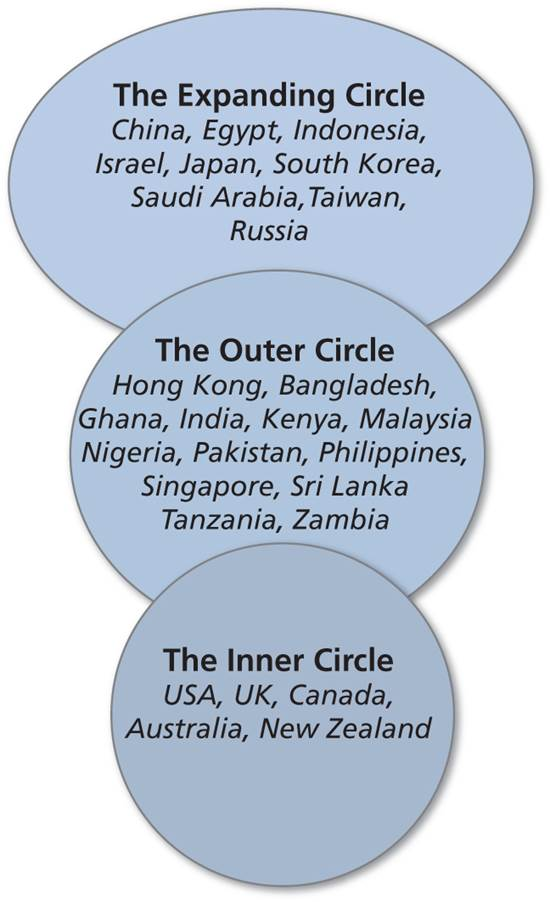 The Expanding Circle
China, Egypt, Indonesia,
Israel, Japan, South Korea,
Saudi Arabia,Taiwan,
Russia
The Outer Circle
Hong Kong, Bangladesh,
Ghana, India, Kenya, Malaysia
Nigeria, Pakistan, Philippines,
Singapore, Sri Lanka
Tanzania, Zambia
The Inner Circle
USA, UK, Canada,
Australia, New Zealand